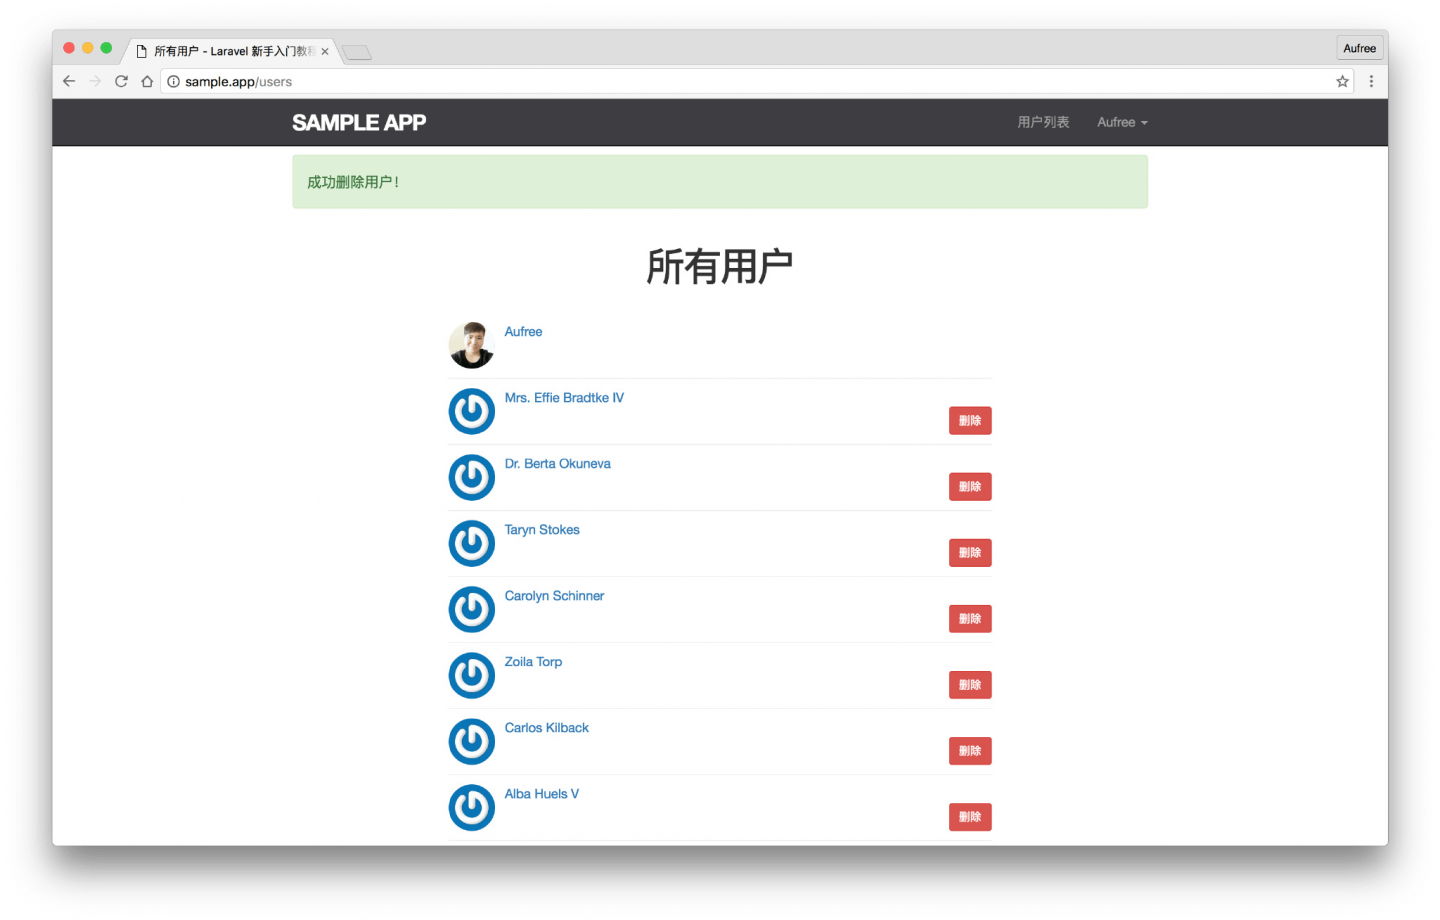 所有用户 - Laravel 新手入门教程
Aufree
sample.app/users
SAMPLE APP
用户列表
Aufree
成功删除用户！
所有用户
Aufree
Mrs. Effie Bradtke IV
删除
Dr. Berta Okuneva
删除
Taryn Stokes
删除
Carolyn Schinner
删除
Zoila Torp
删除
Carlos Kilback
删除
Alba Huels V
删除